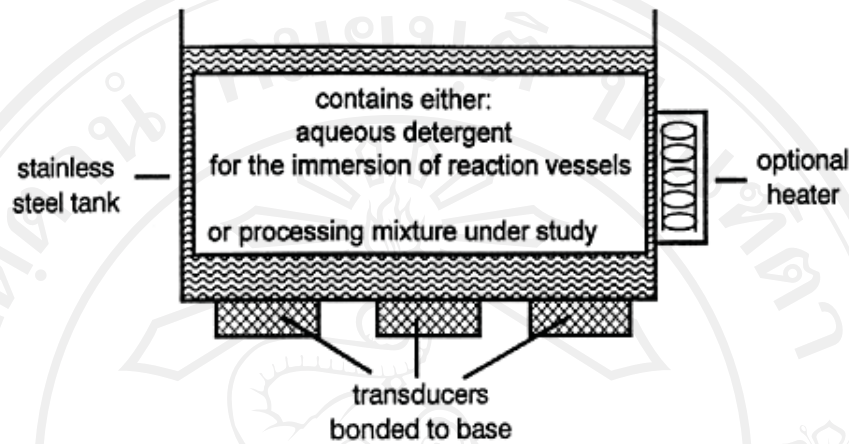 contains either:
aqueous detergent
for the immersion of reaction vessels
or processing mixture under study
stainless
steel tank
optional
heater
transducers
bonded to base